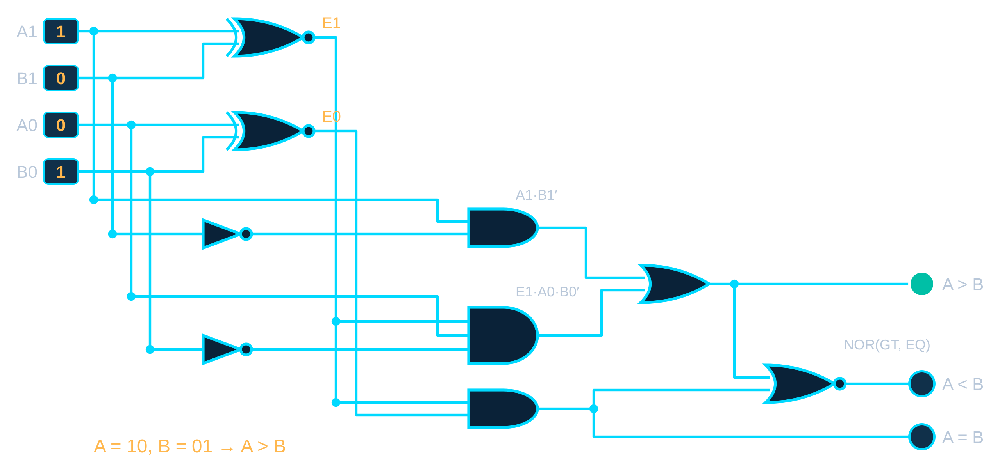 A1 1
E1
B1 0
A0 0
E0
B0 1
A1·B1′
E1·A0·B0′
A > B
NOR(GT, EQ)
A < B
A = B
A = 10, B = 01 → A > B